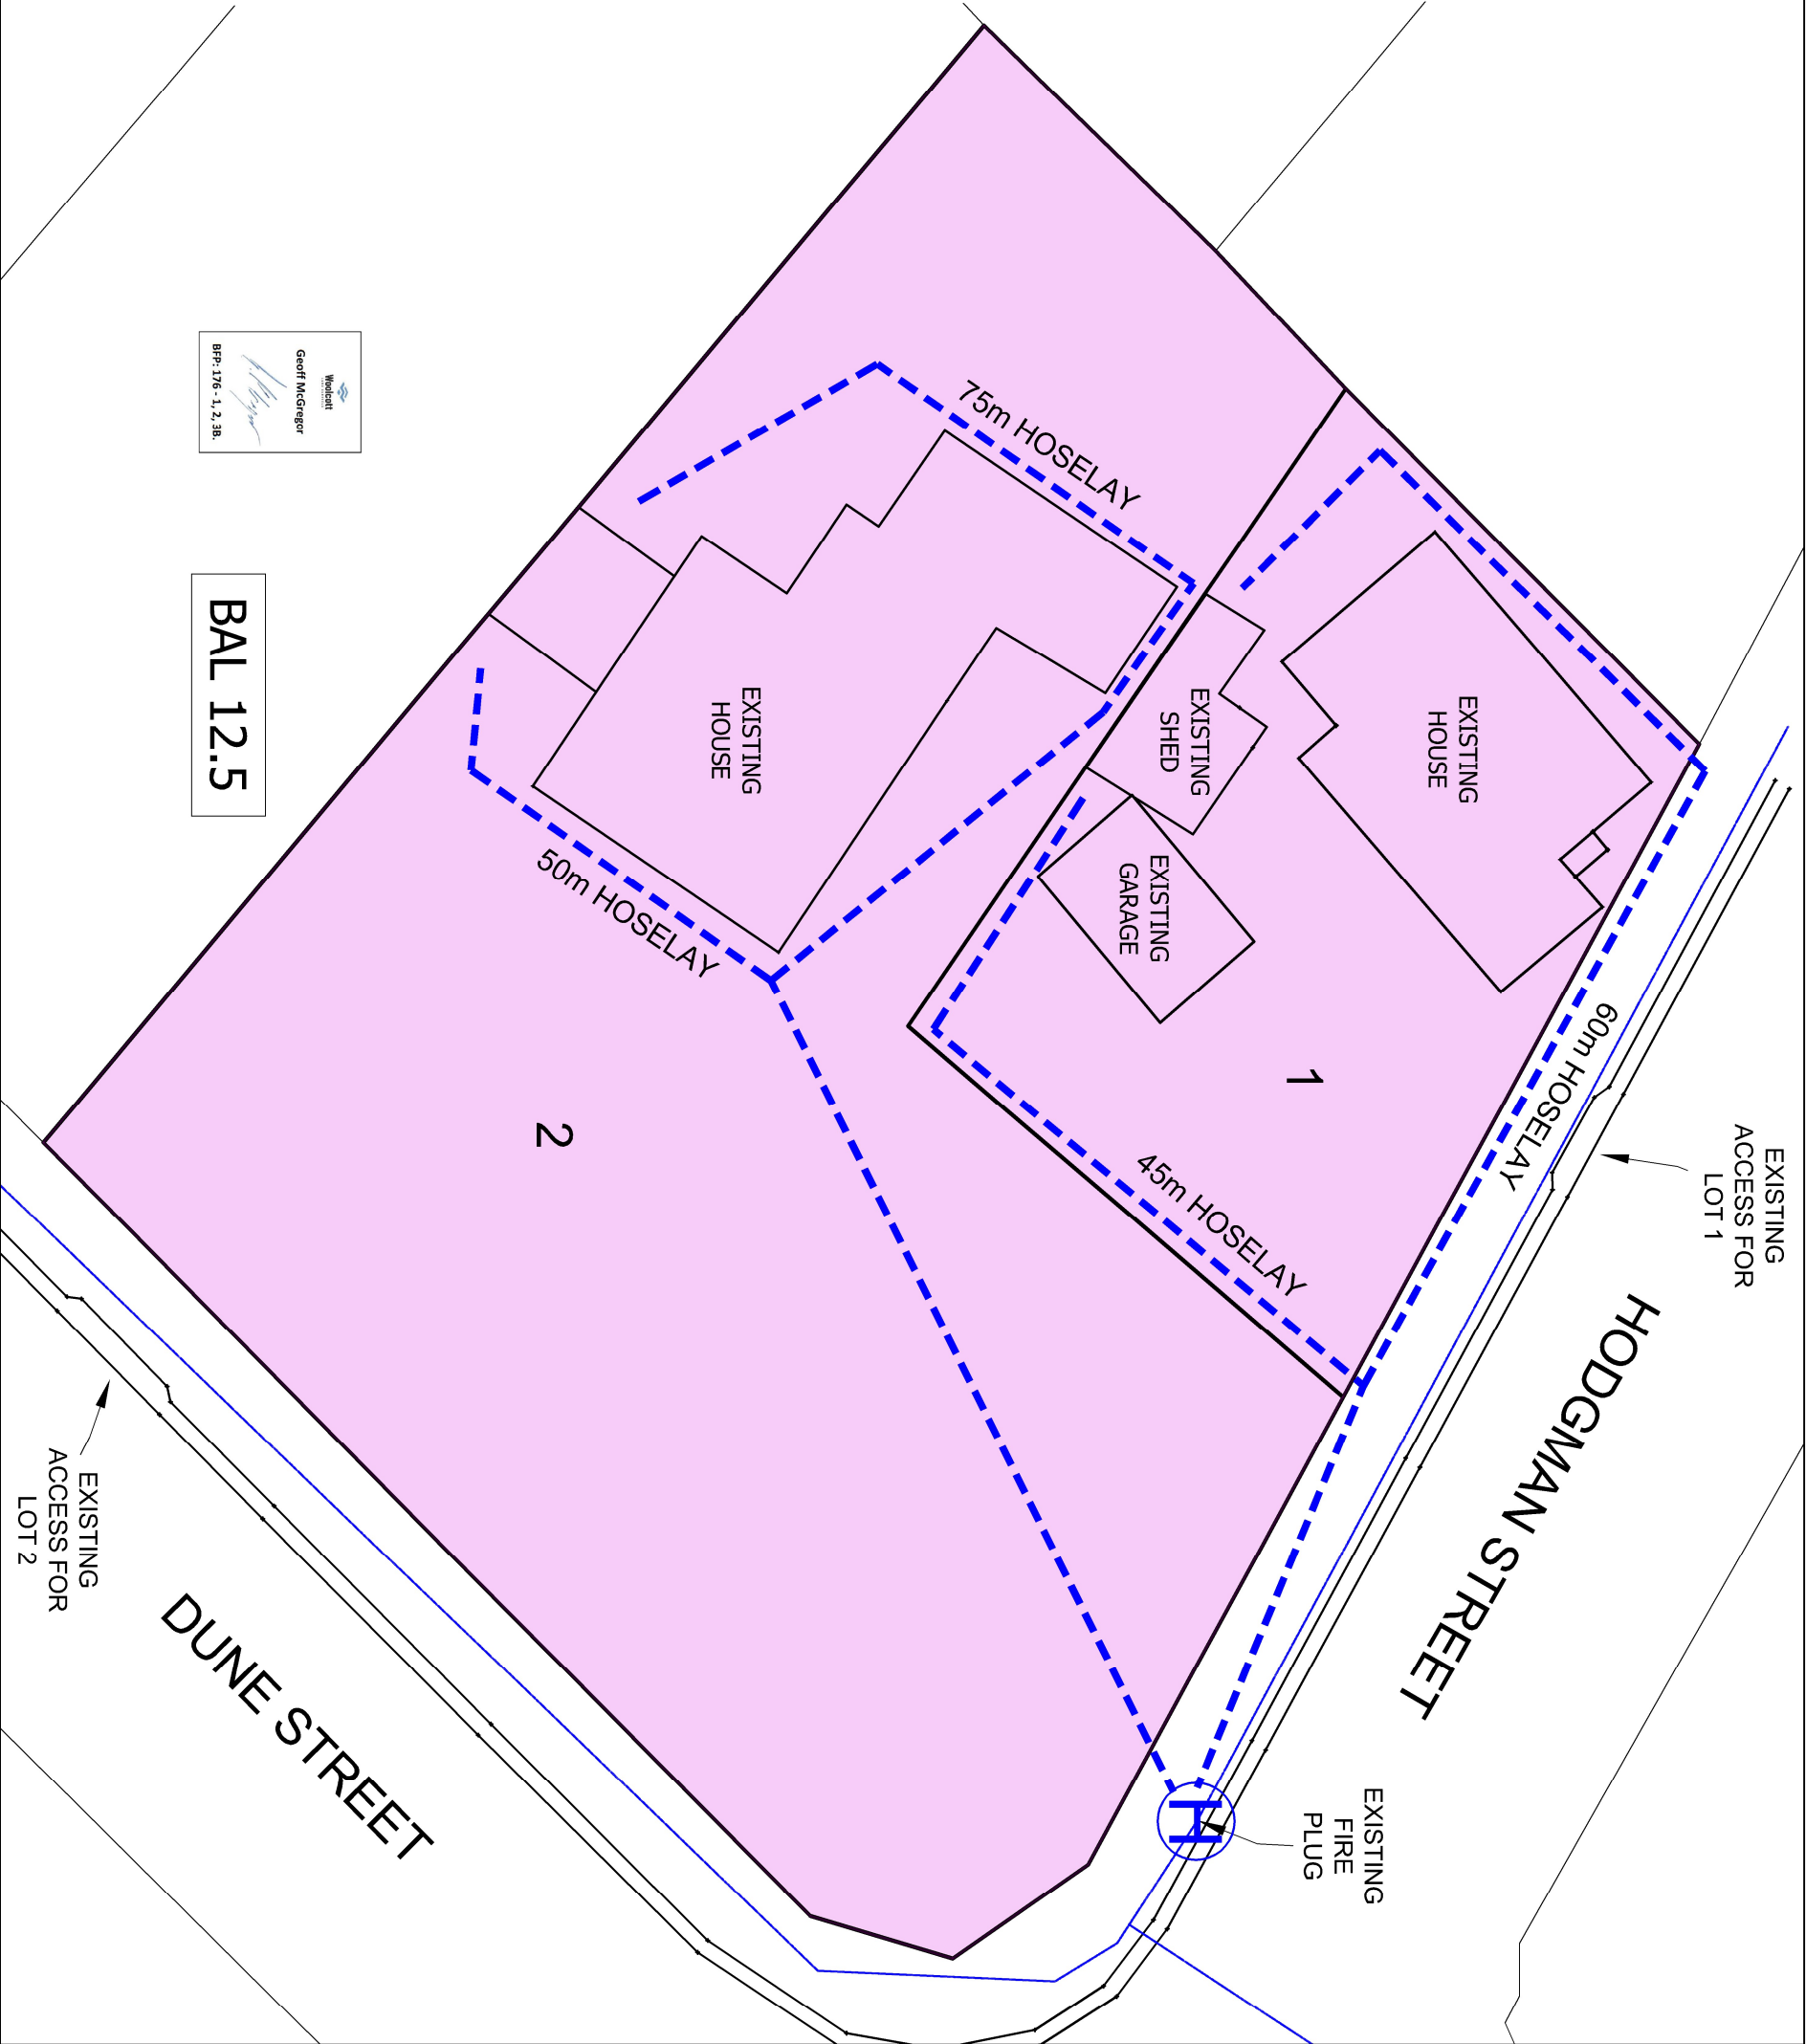 EXISTING
ACCESS FOR
LOT 1
HODGMAN STREET
60m HOSELAY
EXISTING
HOUSE
EXISTING
SHED
EXISTING
GARAGE
1
45m HOSELAY
75m HOSELAY
EXISTING
HOUSE
50m HOSELAY
2
EXISTING
FIRE
PLUG
H
Woolcott
Geoff McGregor
BFP: 176 - 1, 2, 3B.
BAL 12.5
EXISTING
ACCESS FOR
LOT 2
DUNE STREET